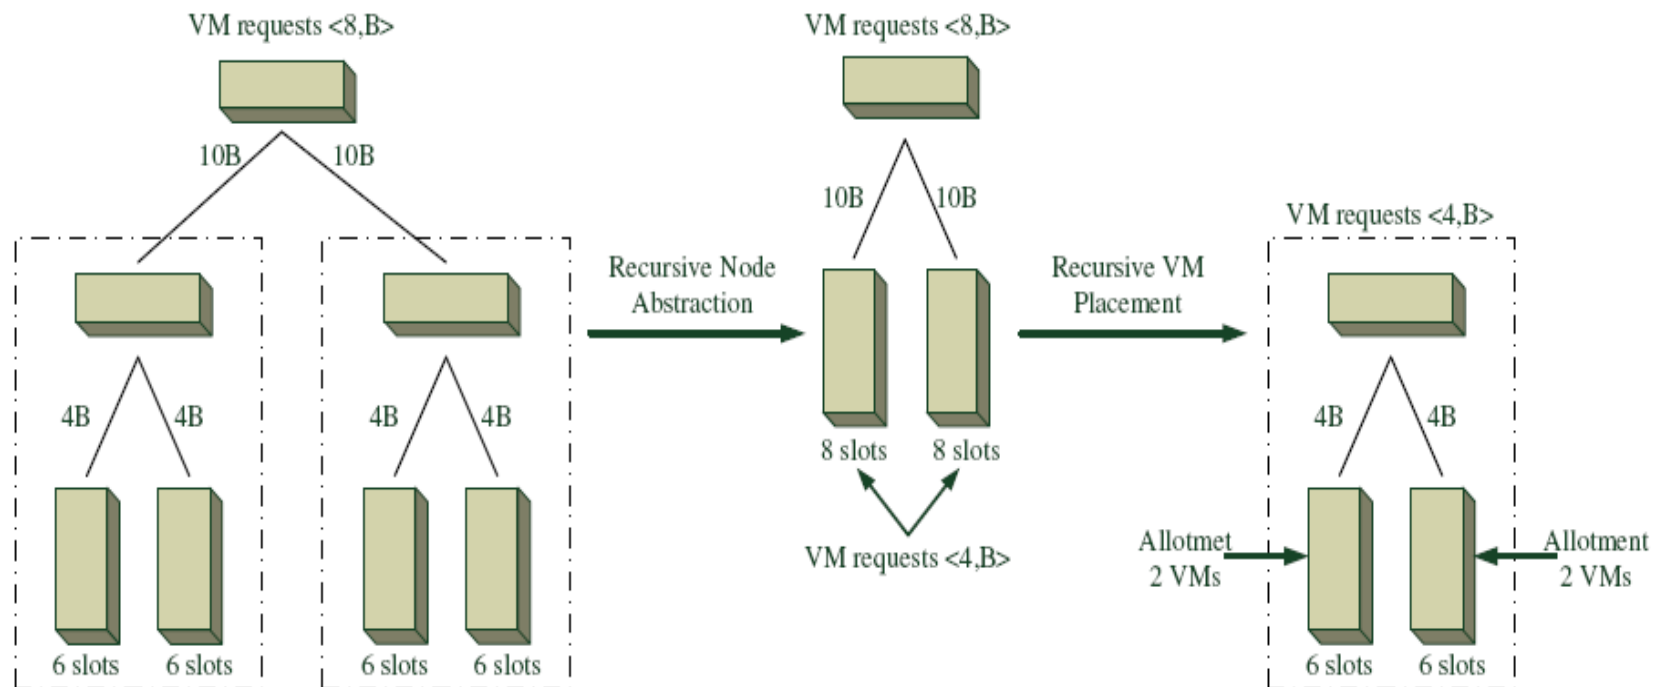 VM requests <8,B>
10B
10B
4B
4B
4B
4B
6 slots
6 slots
6 slots
6 slots
Recursive Node
Abstraction
VM requests <8,B>
10B
10B
8 slots
8 slots
VM requests <4,B>
Recursive VM
Placement
VM requests <4,B>
4B
4B
Allotmet
2 VMs
Allotment
2 VMs
6 slots
6 slots